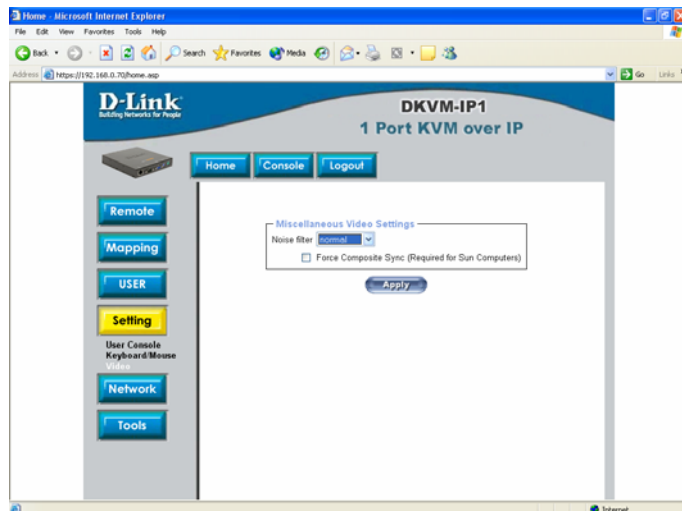 Home - Microsoft Internet Explorer
File Edit View Favorites Tools Help
Back Search Favorites Media
Address https://192.168.0.70/home.asp Go Links
D-Link
Building Networks for People
DKVM-IP1
1 Port KVM over IP
Home Console Logout
Remote
Mapping
USER
Setting
User Console
Keyboard/Mouse
Video
Network
Tools
Miscellaneous Video Settings
Noise filter normal
Force Composite Sync (Required for Sun Computers)
Apply
Internet